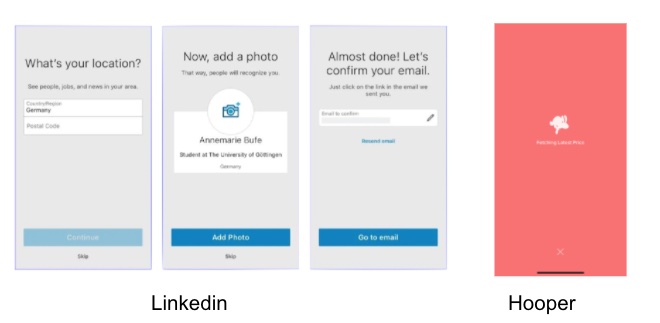 What's your location?
See people, jobs, and news in your area.
Country/Region
Germany
Postal Code
Continue
Skip
Now, add a photo
That way, people will recognize you.
Annemarie Bufe
Student at The University of Göttingen
Germany
Add Photo
Skip
Almost done! Let's
confirm your email.
Just click on the link in the email we
sent you.
Email to confirm
Resend email
Go to email
Fetching Latest Price
Linkedin
Hooper